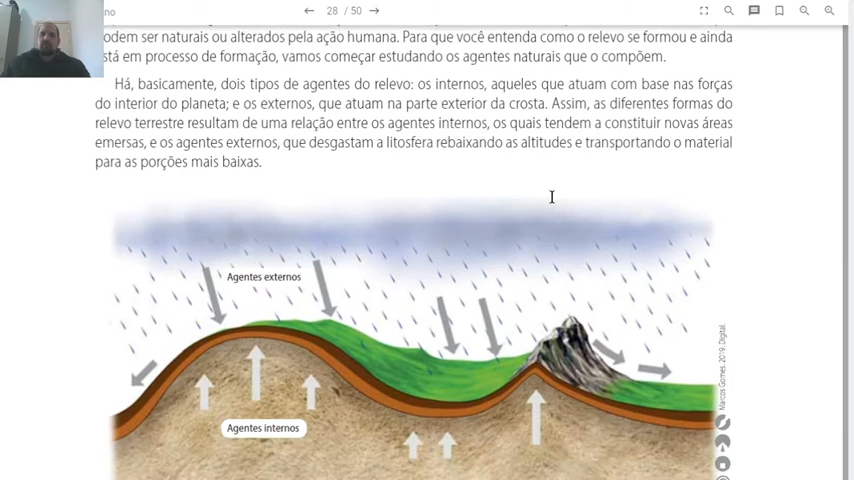 no
28 / 50
podem ser naturais ou alterados pela ação humana. Para que você entenda como o relevo se formou e ainda
está em processo de formação, vamos começar estudando os agentes naturais que o compõem.
Há, basicamente, dois tipos de agentes do relevo: os internos, aqueles que atuam com base nas forças
do interior do planeta; e os externos, que atuam na parte exterior da crosta. Assim, as diferentes formas do
relevo terrestre resultam de uma relação entre os agentes internos, os quais tendem a constituir novas áreas
emersas, e os agentes externos, que desgastam a litosfera rebaixando as altitudes e transportando o material
para as porções mais baixas.
Agentes externos
Agentes internos
Marcos Gomes. 2019. Digital.